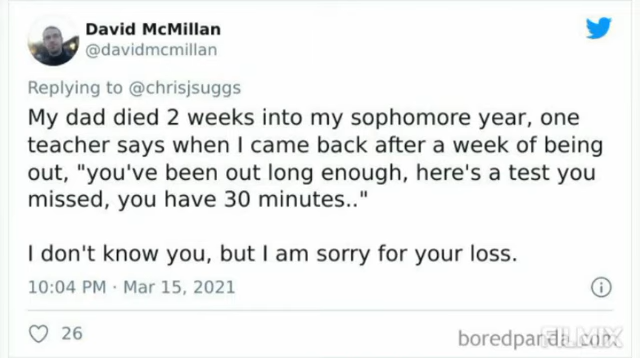 David McMillan
@davidmcmillan
Replying to @chrisjsuggs
My dad died 2 weeks into my sophomore year, one
teacher says when I came back after a week of being
out, "you've been out long enough, here's a test you
missed, you have 30 minutes.."
I don't know you, but I am sorry for your loss.
10:04 PM · Mar 15, 2021
26
boredpanda.com
FILMIX